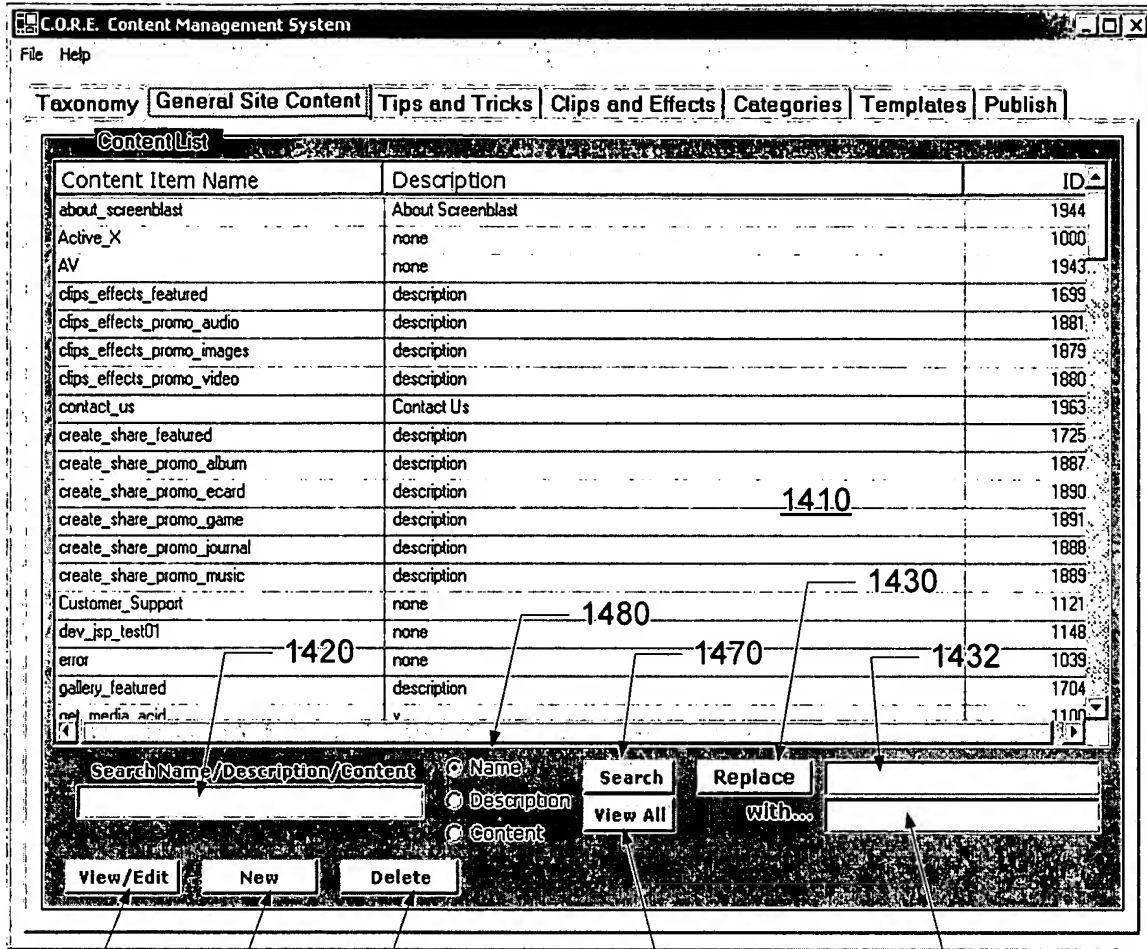 C.O.R.E. Content Management System
File Help
Taxonomy General Site Content Tips and Tricks Clips and Effects Categories Templates Publish
Content List
Content Item Name Description ID
about_screenblast About Screenblast 1944
Active_X none 1000
AV none 1943
clips_effects_featured description 1699
clips_effects_promo_audio description 1881
clips_effects_promo_images description 1879
clips_effects_promo_video description 1880
contact_us Contact Us 1963
create_share_featured description 1725
create_share_promo_album description 1887
create_share_promo_ecard description 1890
1410
create_share_promo_game description 1891
create_share_promo_journal description 1888
create_share_promo_music description 1889
1430
Customer_Support none 1121
1480
dev_jsp_test01 none 1148
1420 1470 1432
error none 1039
gallery_featured description 1704
get_media_acid v 1100
Search Name/Description/Content Name Search Replace
Description View All with...
Content
View/Edit New Delete